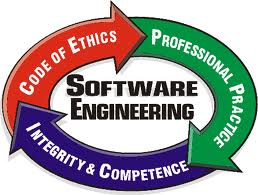 CODE OF ETHICS
PROFESSIONAL PRACTICE
SOFTWARE
ENGINEERING
INTEGRITY & COMPETENCE